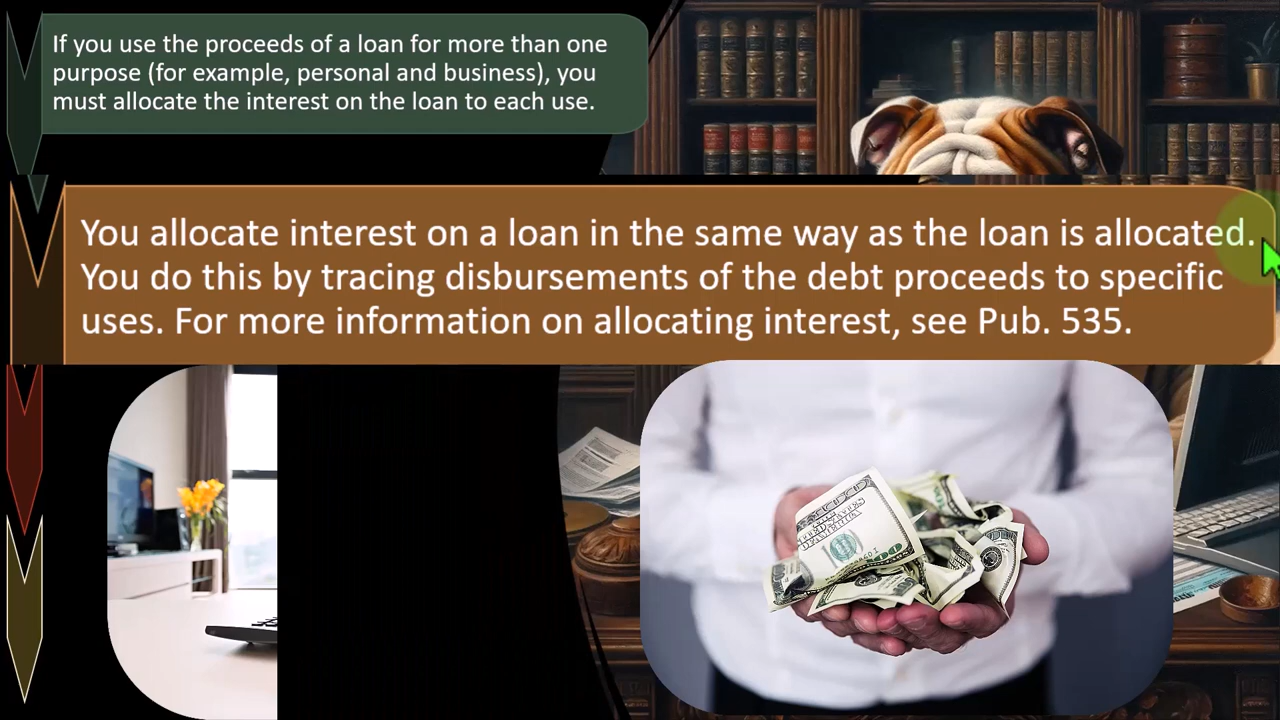 If you use the proceeds of a loan for more than one
purpose (for example, personal and business), you
must allocate the interest on the loan to each use.
You allocate interest on a loan in the same way as the loan is allocated.
You do this by tracing disbursements of the debt proceeds to specific
uses. For more information on allocating interest, see Pub. 535.